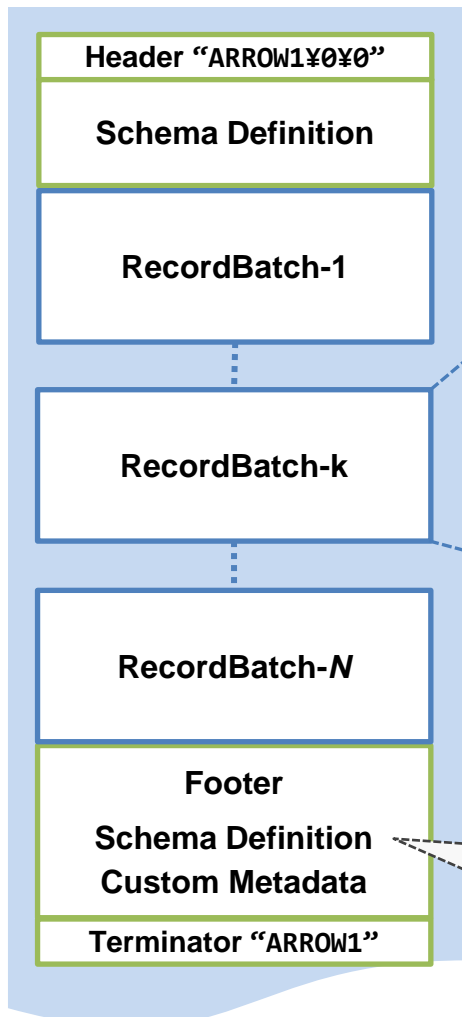 Header “ARROW1¥0¥0”
Schema Definition
RecordBatch-1
RecordBatch-k
RecordBatch-N
Footer
Schema Definition
Custom Metadata
Terminator “ARROW1”